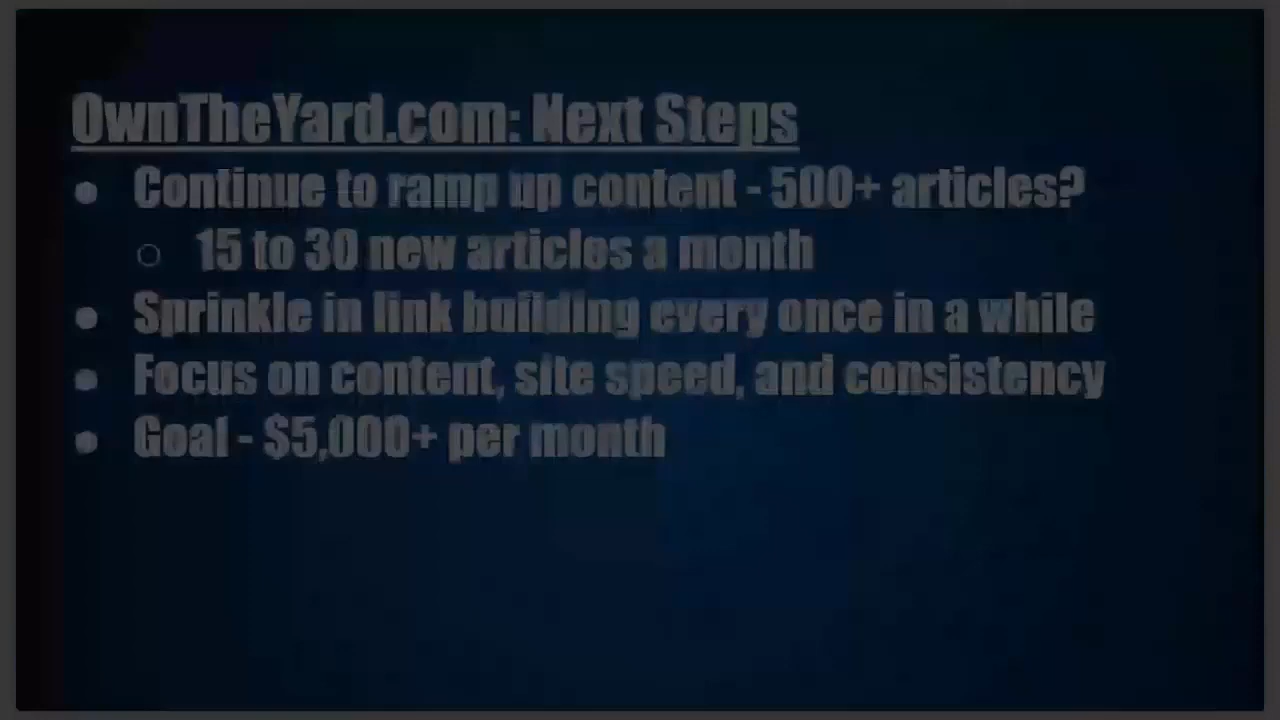 OwnTheYard.com: Next Steps
● Continue to ramp up content - 500+ articles?
○ 15 to 30 new articles a month
● Sprinkle in link building every once in a while
● Focus on content, site speed, and consistency
● Goal - $5,000+ per month